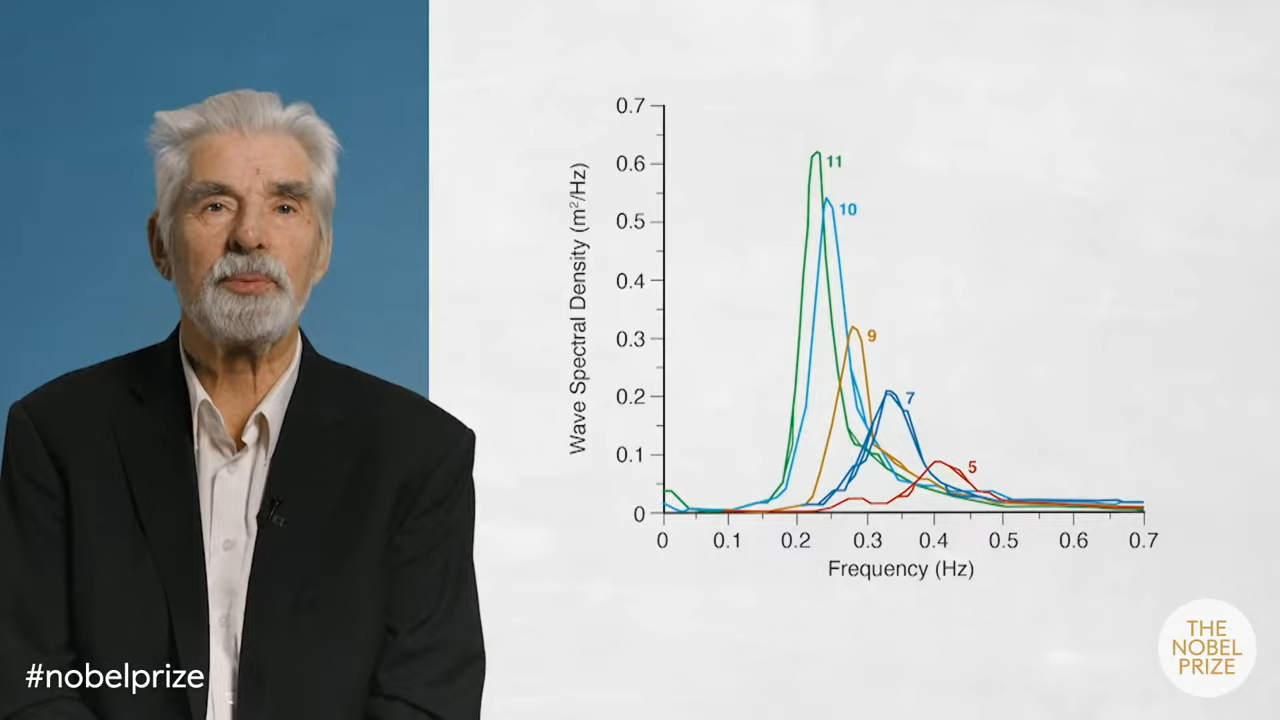 0.7
0.6
0.5
0.4
0.3
0.2
0.1
0
Wave Spectral Density (m²/Hz)
11
10
9
7
5
0 0.1 0.2 0.3 0.4 0.5 0.6 0.7
Frequency (Hz)
#nobelprize
THE
NOBEL
PRIZE